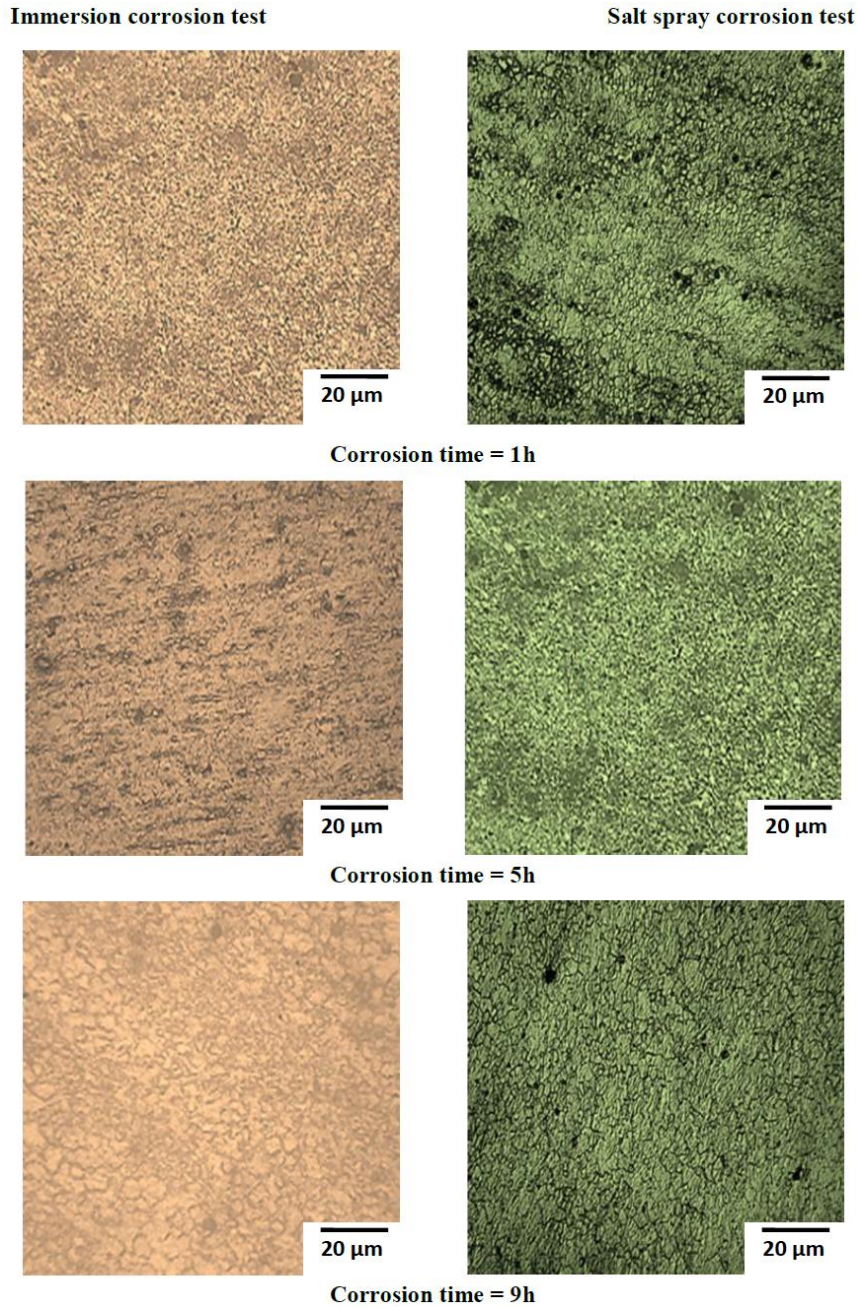 Immersion corrosion test
Salt spray corrosion test
20 µm
20 µm
Corrosion time = 1h
20 µm
20 µm
Corrosion time = 5h
20 µm
20 µm
Corrosion time = 9h